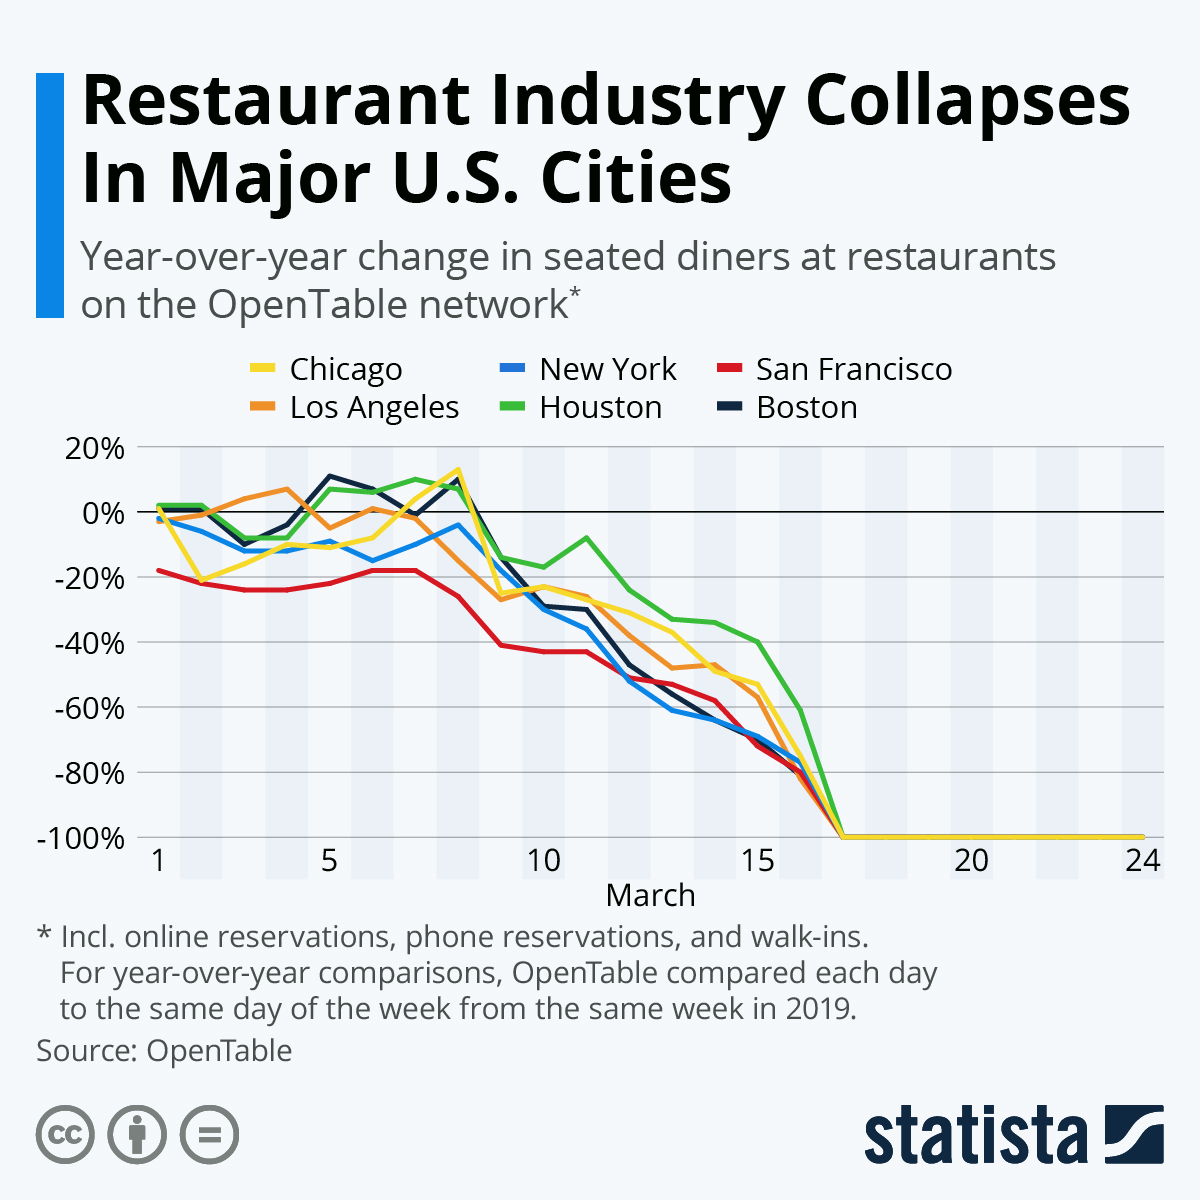 Restaurant Industry Collapses
In Major U.S. Cities
Year-over-year change in seated diners at restaurants
on the OpenTable network*
Chicago New York San Francisco
Los Angeles Houston Boston
20%
0%
-20%
-40%
-60%
-80%
-100%
1 5 10 15 20 24
March
* Incl. online reservations, phone reservations, and walk-ins.
For year-over-year comparisons, OpenTable compared each day
to the same day of the week from the same week in 2019.
Source: OpenTable
cc
statista